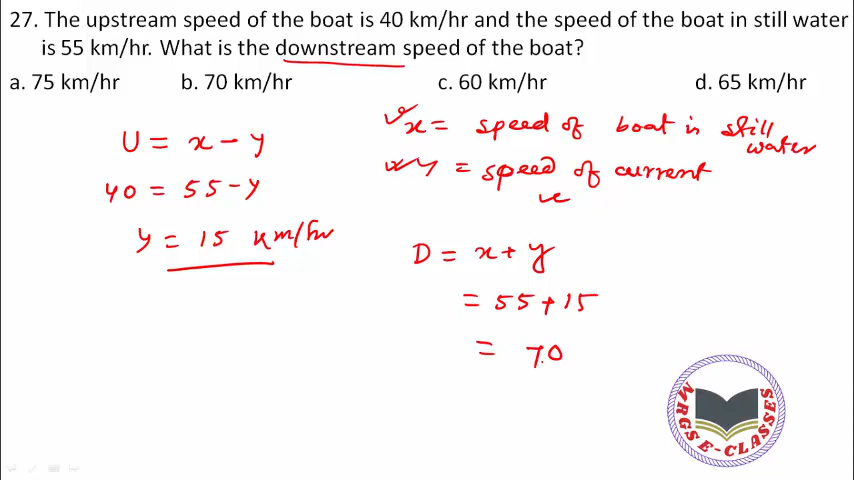 27. The upstream speed of the boat is 40 km/hr and the speed of the boat in still water
is 55 km/hr. What is the downstream speed of the boat?
a. 75 km/hr b. 70 km/hr c. 60 km/hr d. 65 km/hr
U = x - y
40 = 55 - y
y = 15 km/hr
x = speed of boat in still
water
y = speed of current
D = x + y
= 55 + 15
= 70
MRGS E-CLASSES